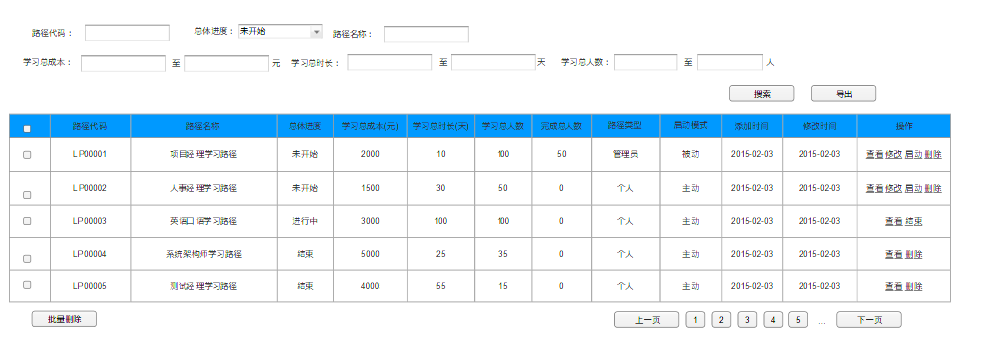 路径代码： 总体进度： 未开始 路径名称：
学习总成本： 至 元 学习总时长： 至 天 学习总人数： 至 人
搜索 导出
路径代码 路径名称 总体进度 学习总成本(元) 学习总时长(天) 学习总人数 完成总人数 路径类型 启动模式 添加时间 修改时间 操作
LP00001 项目经理学习路径 未开始 2000 10 100 50 管理员 被动 2015-02-03 2015-02-03 查看 修改 启动 删除
LP00002 人事经理学习路径 未开始 1500 30 50 0 个人 主动 2015-02-03 2015-02-03 查看 修改 启动 删除
LP00003 英语口语学习路径 进行中 3000 100 100 0 个人 主动 2015-02-03 2015-02-03 查看 结束
LP00004 系统架构师学习路径 结束 5000 25 35 0 个人 主动 2015-02-03 2015-02-03 查看 删除
LP00005 测试经理学习路径 结束 4000 55 15 0 个人 主动 2015-02-03 2015-02-03 查看 删除
批量删除 上一页 1 2 3 4 5 ... 下一页